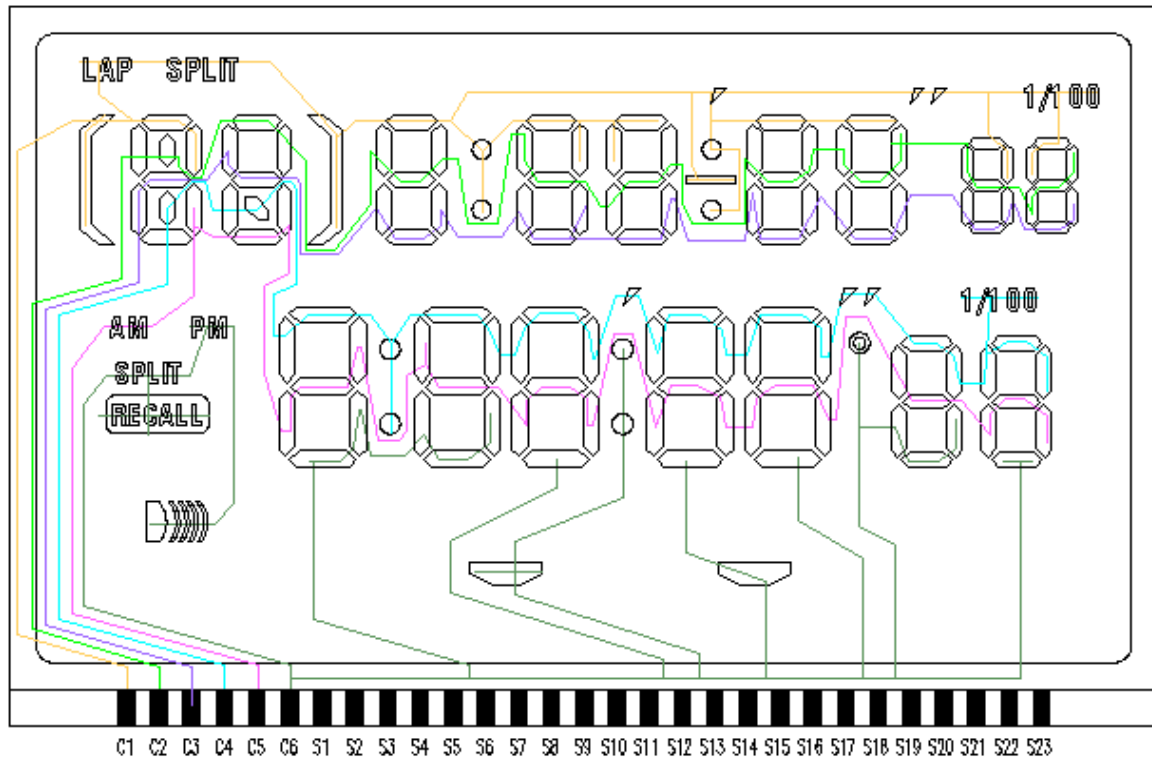 LAP SPLIT
1/100
1/100
AM PM
SPLIT
RECALL
C1 C2 C3 C4 C5 C6 S1 S2 S3 S4 S5 S6 S7 S8 S9 S10 S11 S12 S13 S14 S15 S16 S17 S18 S19 S20 S21 S22 S23